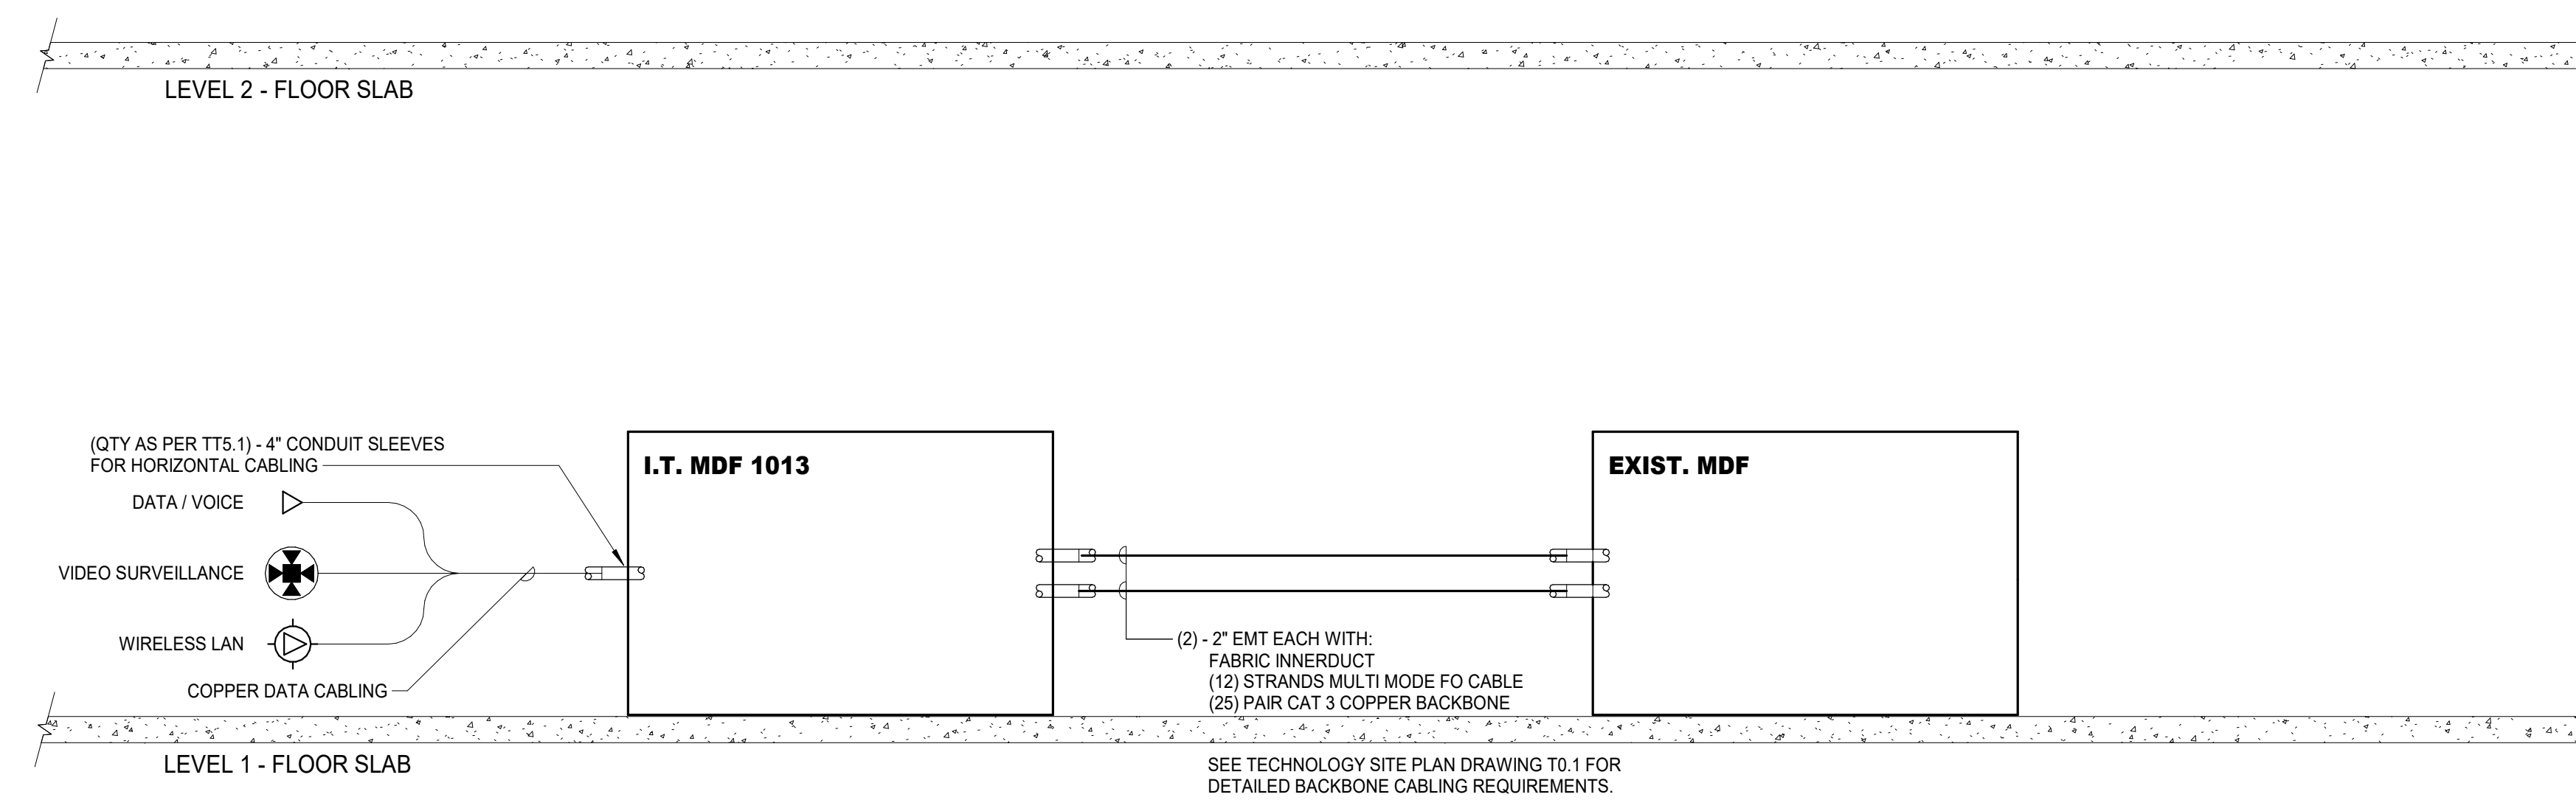 LEVEL 2 - FLOOR SLAB
(QTY AS PER TT5.1) - 4" CONDUIT SLEEVES
FOR HORIZONTAL CABLING
I.T. MDF 1013
EXIST. MDF
DATA / VOICE
VIDEO SURVEILLANCE
WIRELESS LAN
COPPER DATA CABLING
(2) - 2" EMT EACH WITH:
FABRIC INNERDUCT
(12) STRANDS MULTI MODE FO CABLE
(25) PAIR CAT 3 COPPER BACKBONE
LEVEL 1 - FLOOR SLAB
SEE TECHNOLOGY SITE PLAN DRAWING T0.1 FOR
DETAILED BACKBONE CABLING REQUIREMENTS.